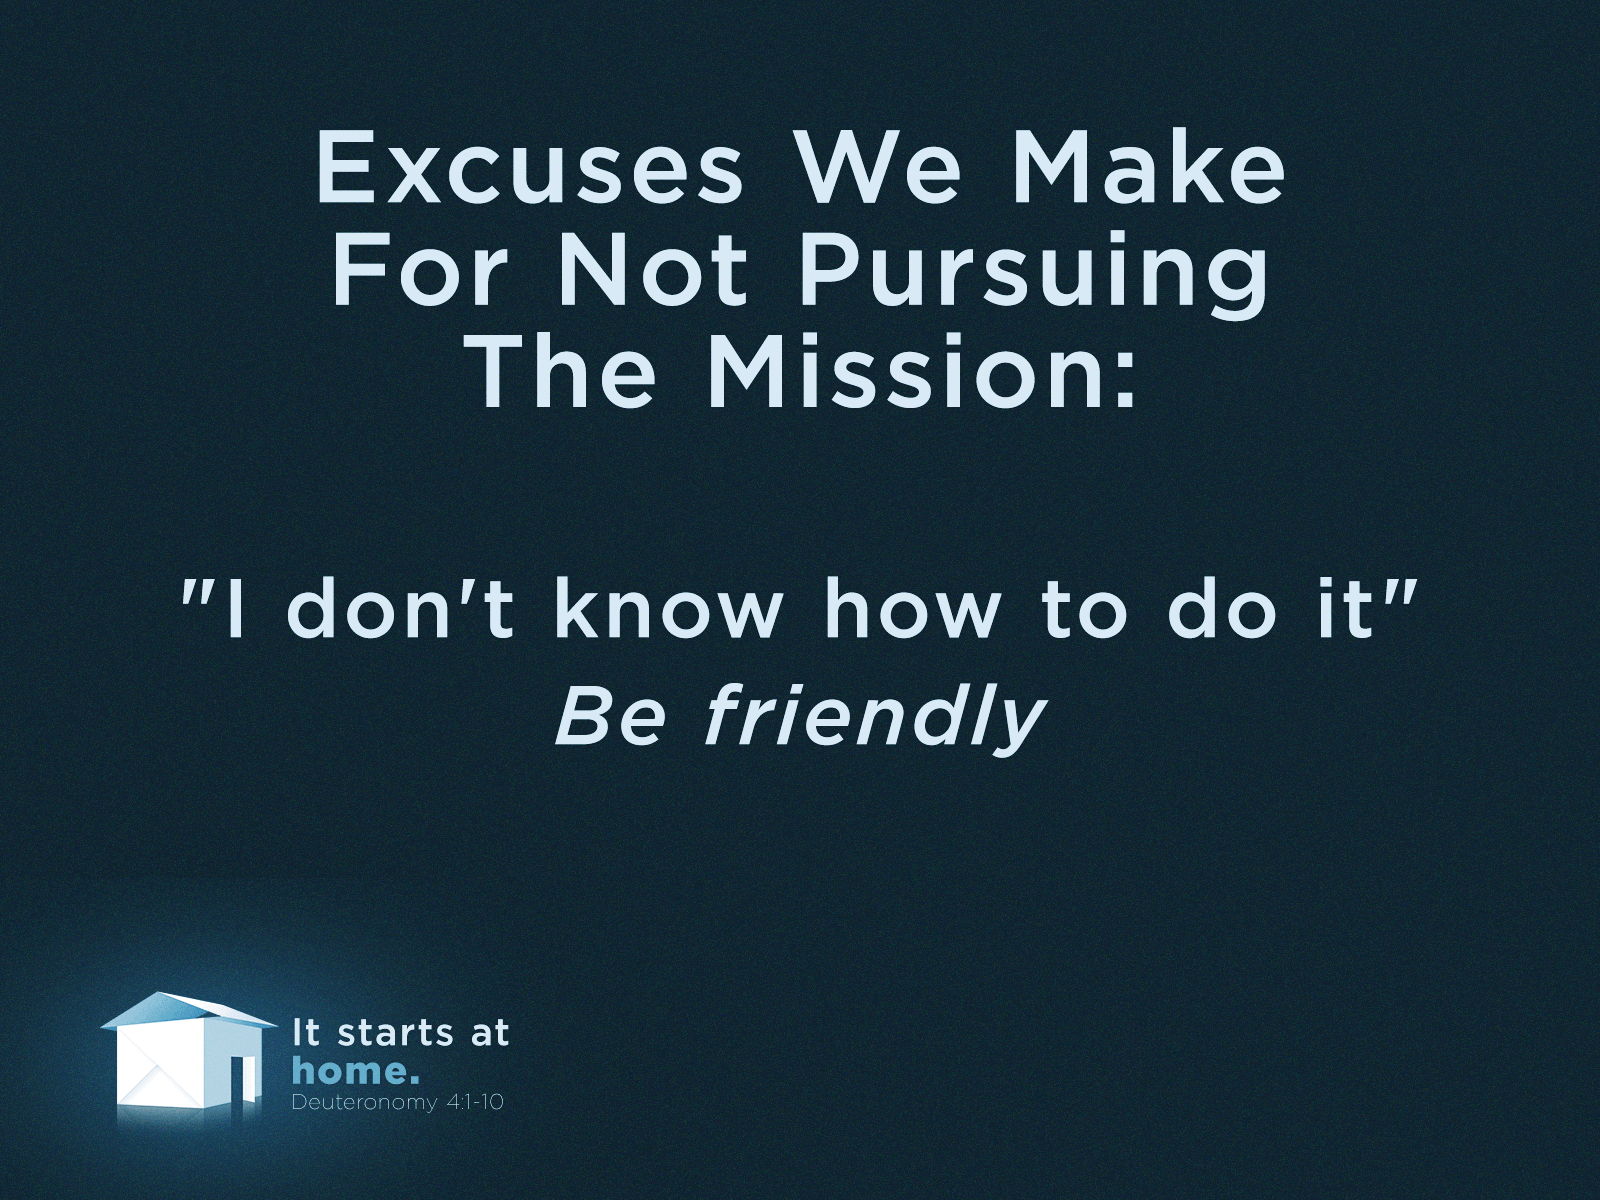 Excuses We Make
For Not Pursuing
The Mission:
"I don't know how to do it"
Be friendly
It starts at
home.
Deuteronomy 4:1-10